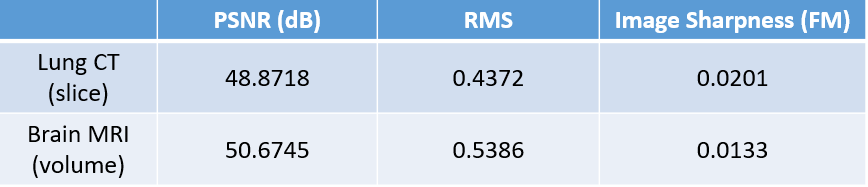 PSNR (dB) RMS Image Sharpness (FM)
Lung CT
(slice) 48.8718 0.4372 0.0201
Brain MRI
(volume) 50.6745 0.5386 0.0133